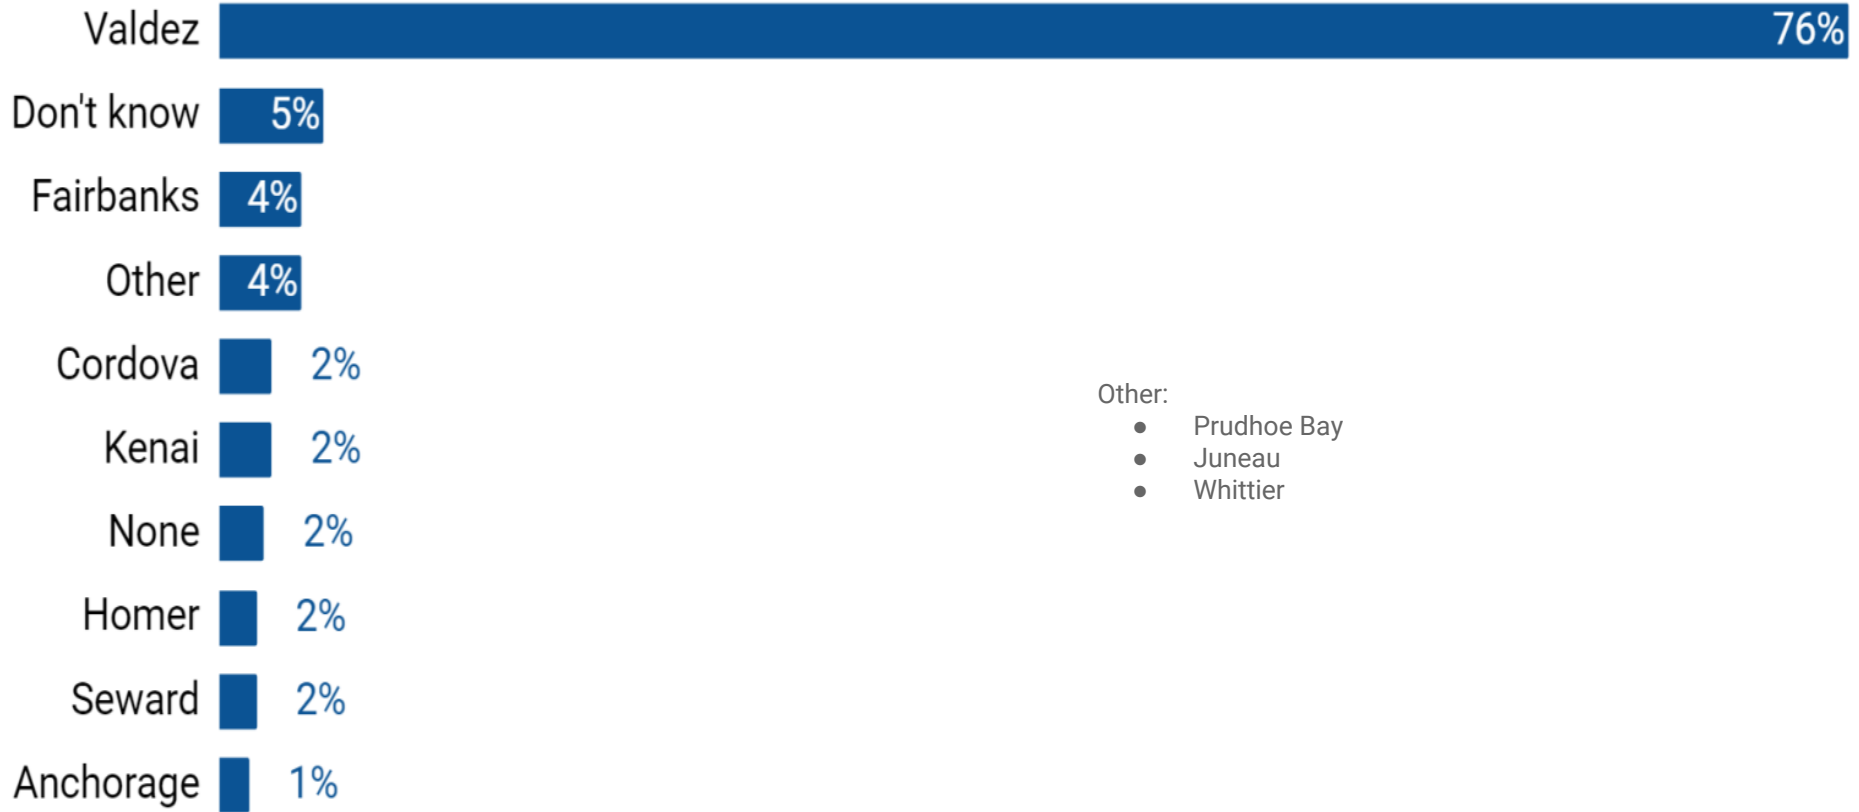 Valdez 76%
Don't know 5%
Fairbanks 4%
Other 4%
Cordova 2%
Kenai 2%
None 2%
Homer 2%
Seward 2%
Anchorage 1%
Other:
● Prudhoe Bay
● Juneau
● Whittier